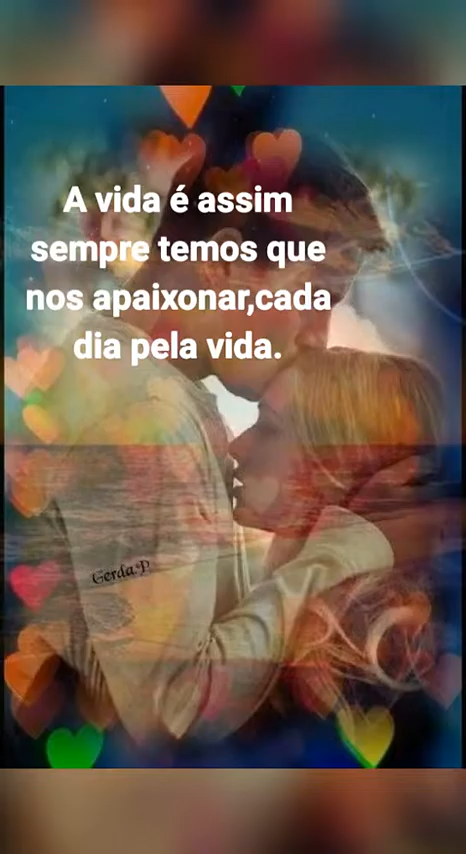 A vida é assim
sempre temos que
nos apaixonar,cada
dia pela vida.
Gerda.P